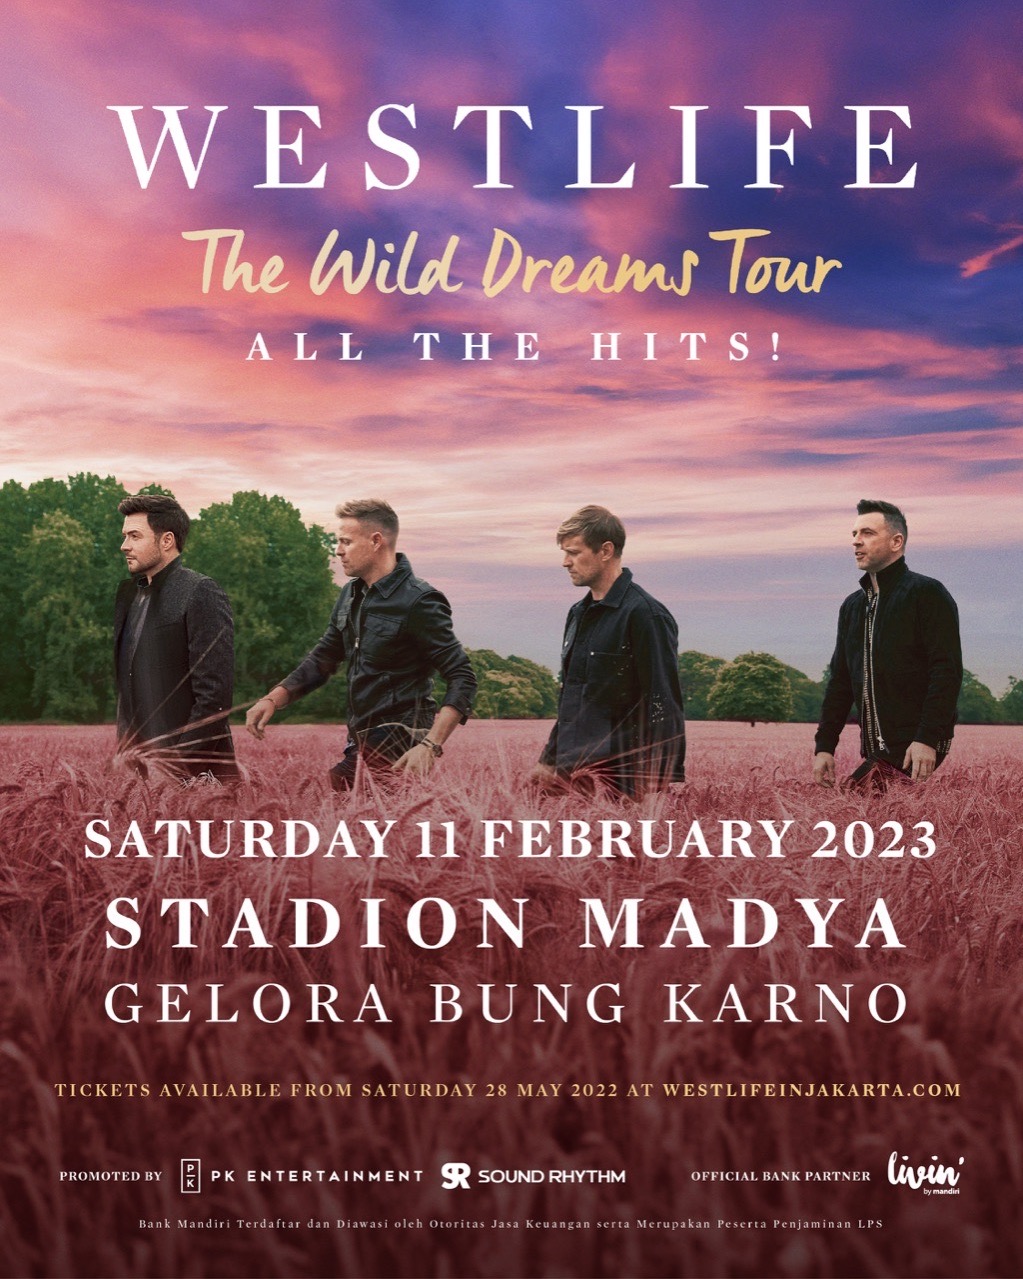 WESTLIFE
The Wild Dreams Tour
ALL THE HITS!
SATURDAY 11 FEBRUARY 2023
STADION MADYA
GELORA BUNG KARNO
TICKETS AVAILABLE FROM SATURDAY 28 MAY 2022 AT WESTLIFEINJAKARTA.COM
PROMOTED BY PK PK ENTERTAINMENT SR SOUND RHYTHM OFFICIAL BANK PARTNER livin' by mandiri
Bank Mandiri Terdaftar dan Diawasi oleh Otoritas Jasa Keuangan serta Merupakan Peserta Penjaminan LPS